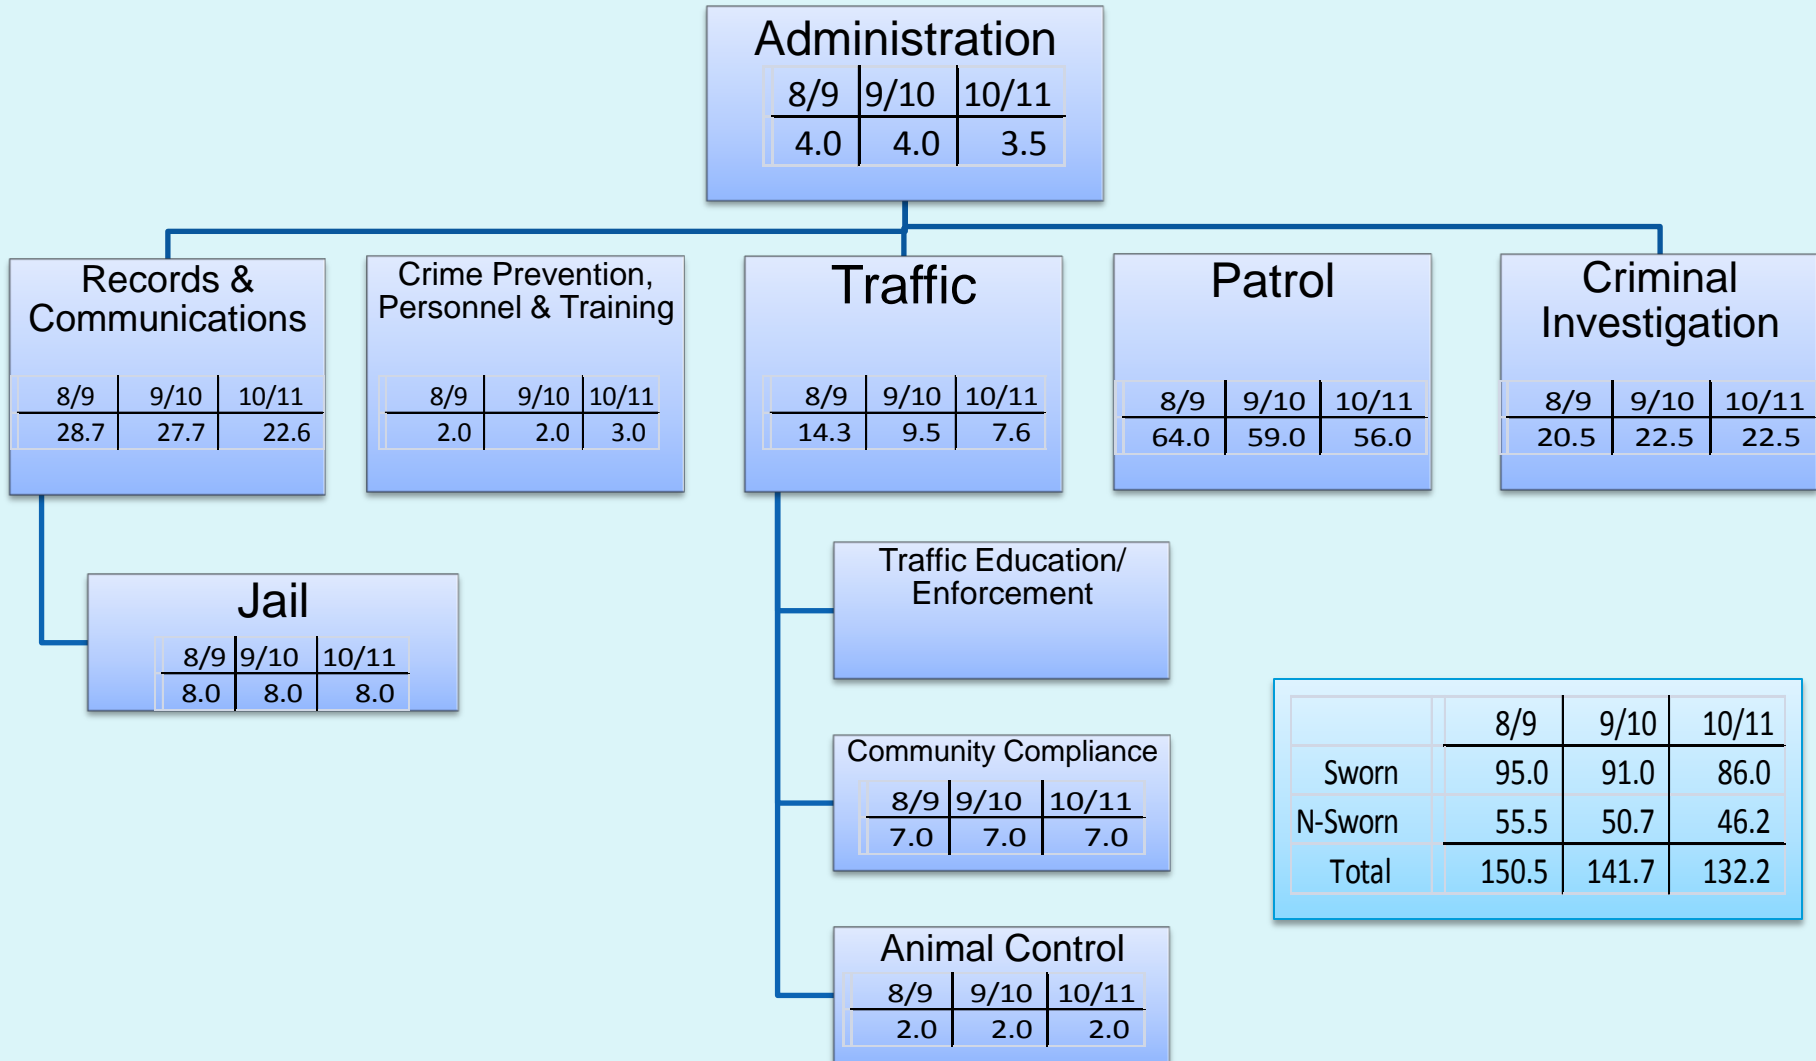 Administration
8/9 9/10 10/11
4.0 4.0 3.5
Records &
Communications
8/9 9/10 10/11
28.7 27.7 22.6
Crime Prevention,
Personnel & Training
8/9 9/10 10/11
2.0 2.0 3.0
Traffic
8/9 9/10 10/11
14.3 9.5 7.6
Patrol
8/9 9/10 10/11
64.0 59.0 56.0
Criminal
Investigation
8/9 9/10 10/11
20.5 22.5 22.5
Jail
8/9 9/10 10/11
8.0 8.0 8.0
Traffic Education/
Enforcement
Community Compliance
8/9 9/10 10/11
7.0 7.0 7.0
Animal Control
8/9 9/10 10/11
2.0 2.0 2.0
8/9 9/10 10/11
Sworn 95.0 91.0 86.0
N-Sworn 55.5 50.7 46.2
Total 150.5 141.7 132.2